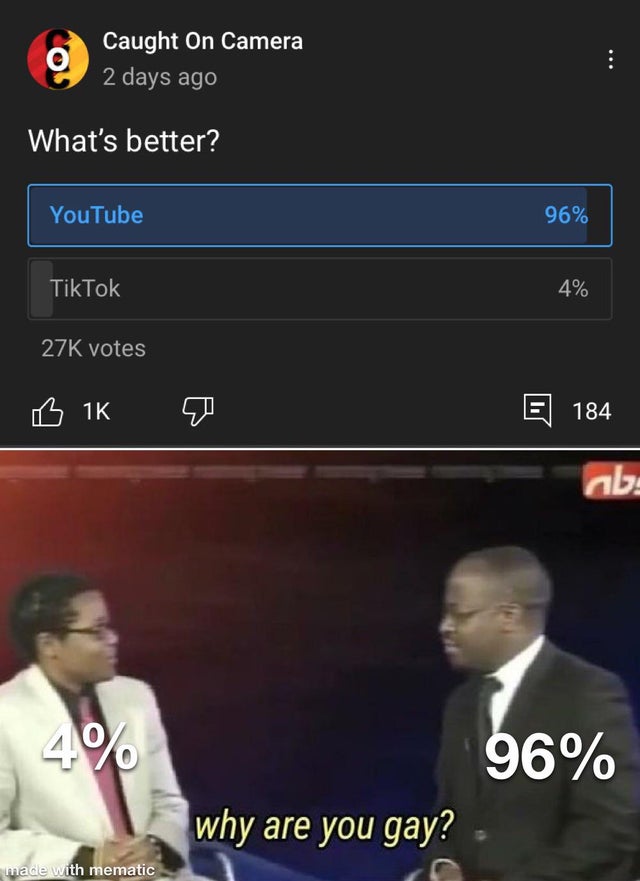 Caught On Camera
2 days ago
What's better?
YouTube 96%
TikTok 4%
27K votes
1K 184
4% 96%
why are you gay?
made with mematic